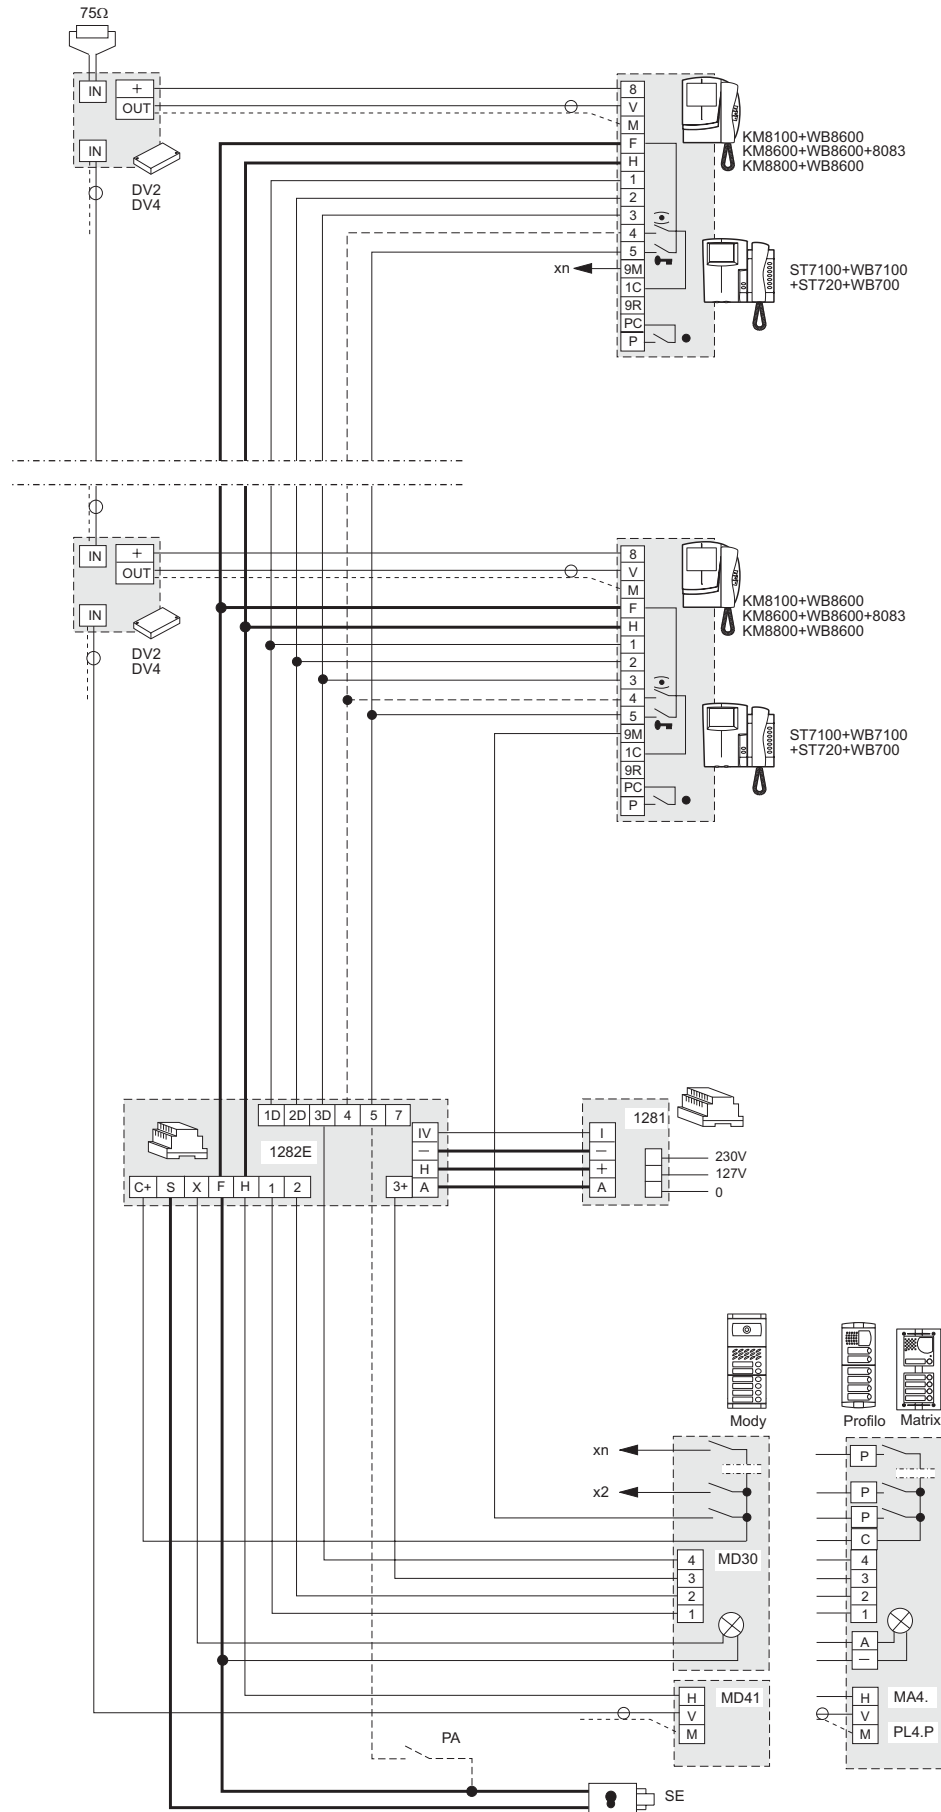 75Ω
IN
+
OUT
IN
DV2
DV4
8
V
M
F
H
1
2
3
4
5
9M
1C
9R
PC
P
xn
KM8100+WB8600
KM8600+WB8600+8083
KM8800+WB8600
ST7100+WB7100
+ST720+WB700
IN
+
OUT
IN
DV2
DV4
8
V
M
F
H
1
2
3
4
5
9M
1C
9R
PC
P
KM8100+WB8600
KM8600+WB8600+8083
KM8800+WB8600
ST7100+WB7100
+ST720+WB700
1D 2D 3D 4 5 7
1282E
IV
—
H
A
3+
C+ S X F H 1 2
1281
I
—
+
A
230V
127V
0
Mody
Profilo
Matrix
xn
x2
MD30
4
3
2
1
P
P
P
C
4
3
2
1
A
—
MD41
H
V
M
H
V
M
MA4.
PL4.P
PA
SE